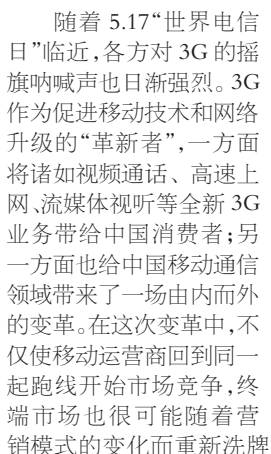 随着 5.17“世界电信
日”临近,各方对 3G 的摇
旗呐喊声也日渐强烈。3G
作为促进移动技术和网络
升级的“革新者”,一方面
将诸如视频通话、高速上
网、流媒体视听等全新 3G
业务带给中国消费者;另
一方面也给中国移动通信
领域带来了一场由内而外
的变革。在这次变革中,不
仅使移动运营商回到同一
起跑线开始市场竞争,终
端市场也很可能随着营
销模式的变化而重新洗牌